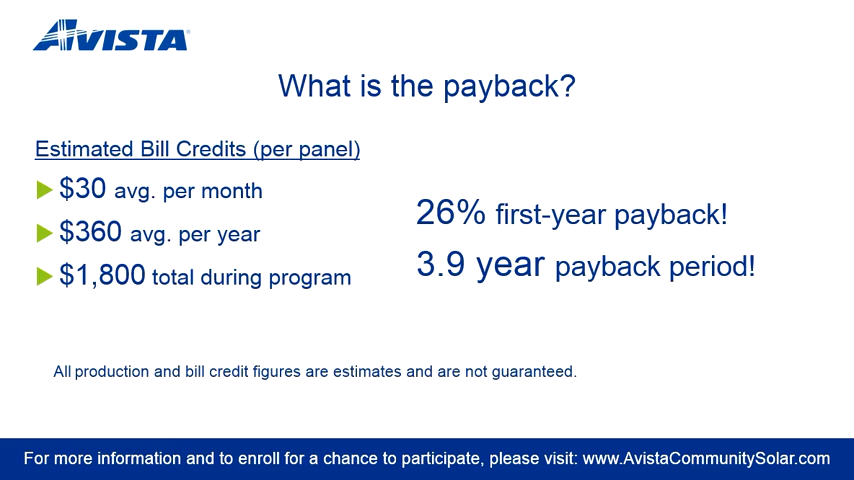 AVISTA
What is the payback?
Estimated Bill Credits (per panel)
$30 avg. per month
$360 avg. per year
$1,800 total during program
26% first-year payback!
3.9 year payback period!
All production and bill credit figures are estimates and are not guaranteed.
For more information and to enroll for a chance to participate, please visit: www.AvistaCommunitySolar.com